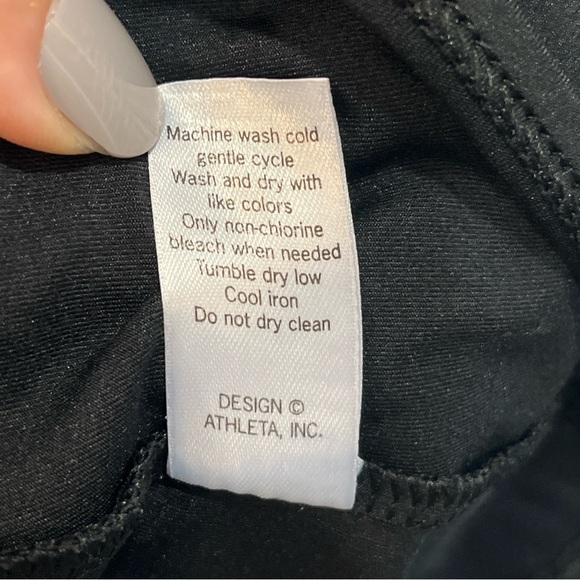 Machine wash cold
gentle cycle
Wash and dry with
like colors
Only non-chlorine
bleach when needed
Tumble dry low
Cool iron
Do not dry clean
DESIGN ©
ATHLETA, INC.